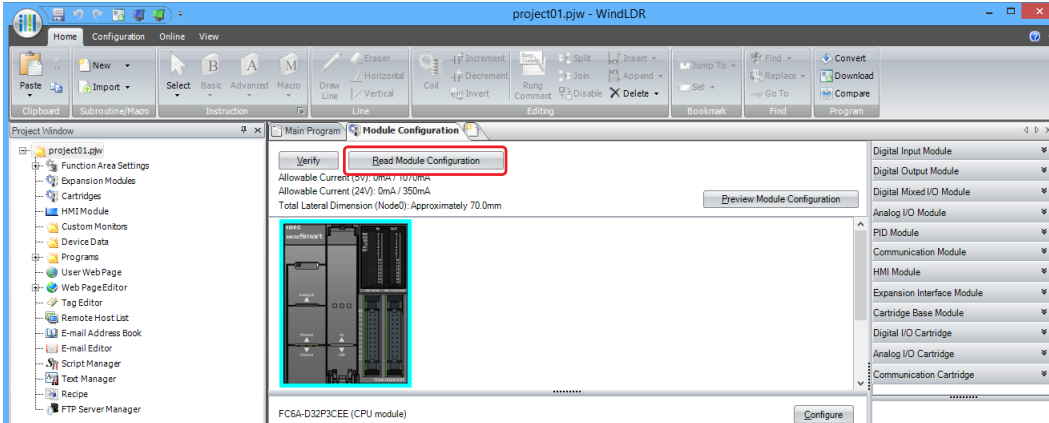 project01.pjw - WindLDR
Home Configuration Online View
Paste
New
Import
Select
Basic
Advanced
Macro
Draw Line
Eraser
Horizontal
Vertical
Coil
Increment
Decrement
Invert
Rung Comment
Split
Join
Disable
Insert
Append
Delete
Jump To
Set
Find
Replace
Go To
Convert
Download
Compare
Clipboard Subroutine/Macro Instruction Line Editing Bookmark Find Program
Project Window
Main Program Module Configuration
project01.pjw
Function Area Settings
Expansion Modules
Cartridges
HMI Module
Custom Monitors
Device Data
Programs
User Web Page
Web Page Editor
Tag Editor
Remote Host List
E-mail Address Book
E-mail Editor
Script Manager
Text Manager
Recipe
FTP Server Manager
Verify Read Module Configuration
Allowable Current (5V): 0mA / 1070mA
Allowable Current (24V): 0mA / 350mA
Total Lateral Dimension (Node0): Approximately 70.0mm
Preview Module Configuration
IDEC
IN OUT
FC6A-D32P3CEE (CPU module)
Configure
Digital Input Module
Digital Output Module
Digital Mixed I/O Module
Analog I/O Module
PID Module
Communication Module
HMI Module
Expansion Interface Module
Cartridge Base Module
Digital I/O Cartridge
Analog I/O Cartridge
Communication Cartridge